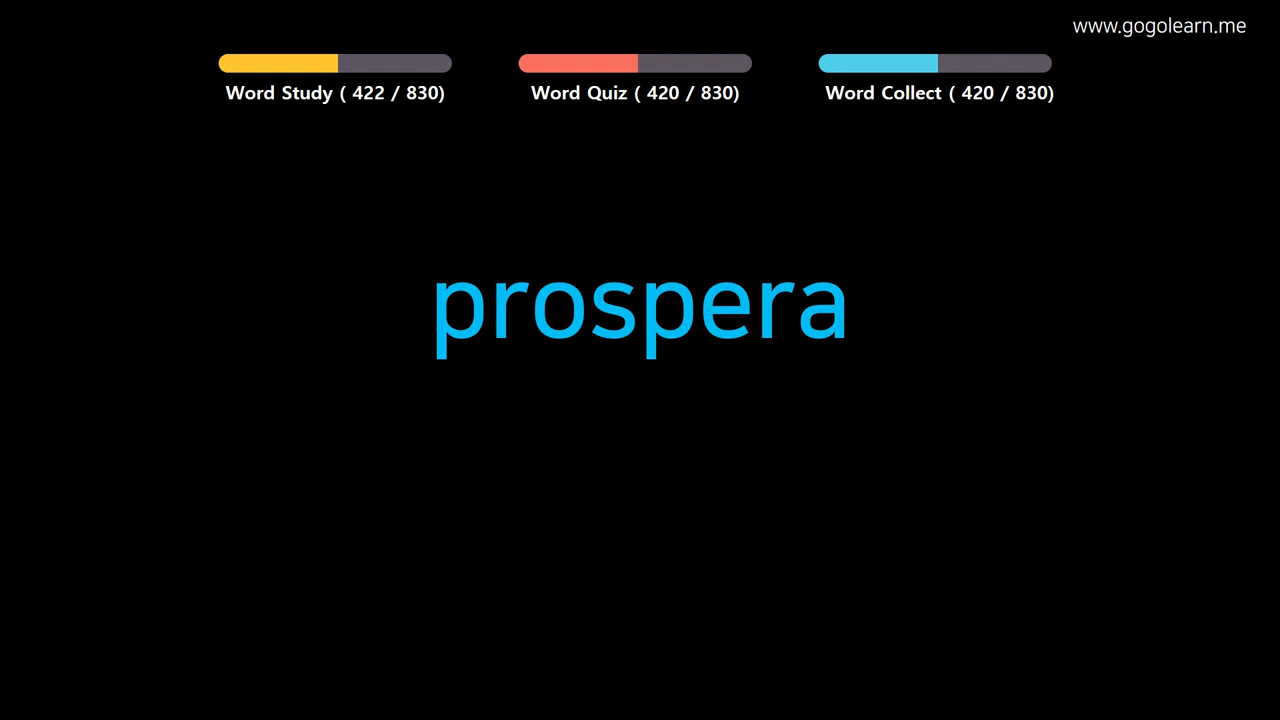 www.gogolearn.me
Word Study ( 422 / 830)
Word Quiz ( 420 / 830)
Word Collect ( 420 / 830)
prospera